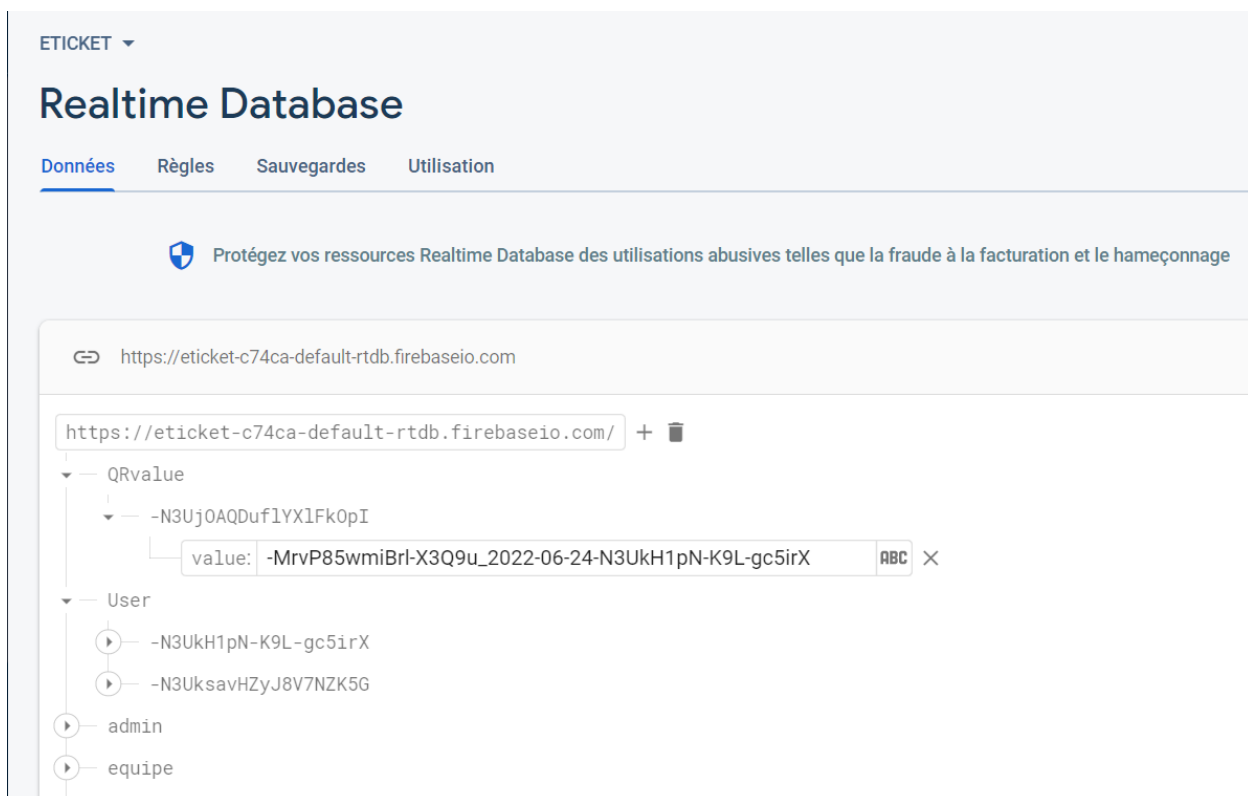 ETICKET
Realtime Database
Données Règles Sauvegardes Utilisation
Protégez vos ressources Realtime Database des utilisations abusives telles que la fraude à la facturation et le hameçonnage
https://eticket-c74ca-default-rtdb.firebaseio.com
https://eticket-c74ca-default-rtdb.firebaseio.com/
QRvalue
-N3UjOAQDuflYXlFkOpI
value: -MrvP85wmiBrl-X3Q9u_2022-06-24-N3UkH1pN-K9L-gc5irX ABC
User
-N3UkH1pN-K9L-gc5irX
-N3UksavHZyJ8V7NZK5G
admin
equipe